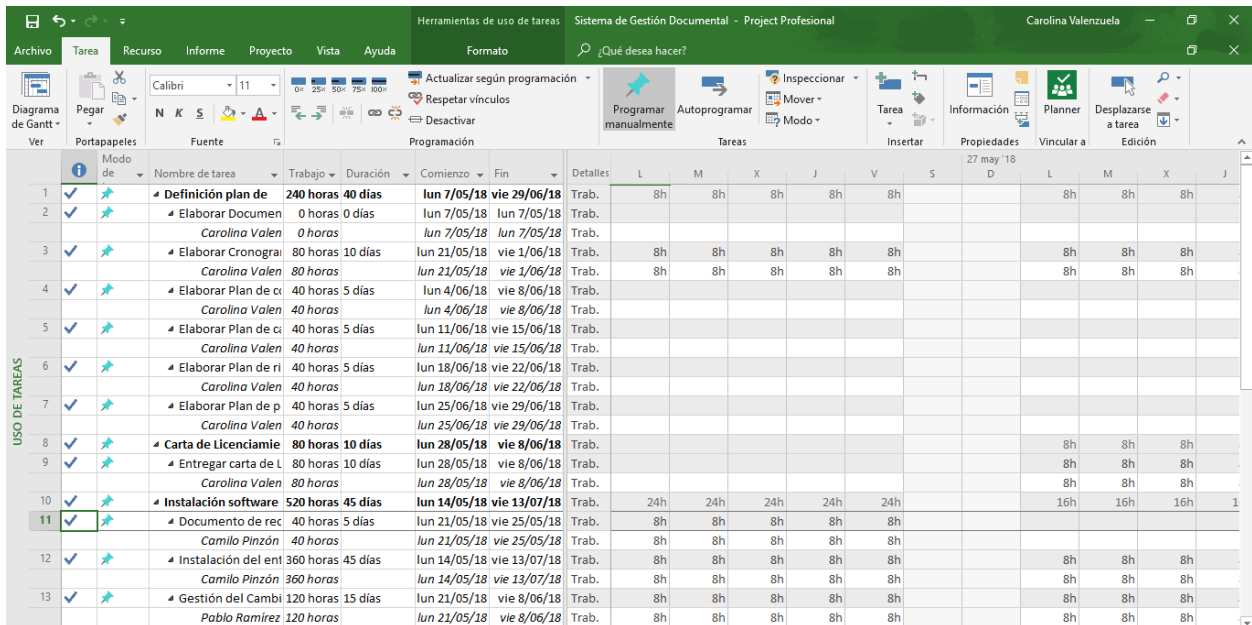 Herramientas de uso de tareas Sistema de Gestión Documental - Project Profesional Carolina Valenzuela
Archivo Tarea Recurso Informe Proyecto Vista Ayuda Formato ¿Qué desea hacer?
Diagrama de Gantt
Ver
Pegar
Portapapeles
Calibri 11
N K S
Fuente
0× 25× 50× 75× 100×
Actualizar según programación
Respetar vínculos
Desactivar
Programación
Programar manualmente
Autoprogramar
Inspeccionar
Mover
Modo
Tareas
Tarea
Insertar
Información
Propiedades
Planner
Vincular a
Desplazarse a tarea
Edición
27 may '18
Modo de Nombre de tarea Trabajo Duración Comienzo Fin Detalles L M X J V S D L M X J
USO DE TAREAS
1 Definición plan de 240 horas 40 días lun 7/05/18 vie 29/06/18 Trab. 8h 8h 8h 8h 8h 8h 8h 8h
2 Elaborar Documen 0 horas 0 días lun 7/05/18 lun 7/05/18 Trab.
Carolina Valen 0 horas lun 7/05/18 lun 7/05/18 Trab.
3 Elaborar Cronogra 80 horas 10 días lun 21/05/18 vie 1/06/18 Trab. 8h 8h 8h 8h 8h 8h 8h 8h
Carolina Valen 80 horas lun 21/05/18 vie 1/06/18 Trab. 8h 8h 8h 8h 8h 8h 8h 8h
4 Elaborar Plan de co 40 horas 5 días lun 4/06/18 vie 8/06/18 Trab.
Carolina Valen 40 horas lun 4/06/18 vie 8/06/18 Trab.
5 Elaborar Plan de ca 40 horas 5 días lun 11/06/18 vie 15/06/18 Trab.
Carolina Valen 40 horas lun 11/06/18 vie 15/06/18 Trab.
6 Elaborar Plan de ri 40 horas 5 días lun 18/06/18 vie 22/06/18 Trab.
Carolina Valen 40 horas lun 18/06/18 vie 22/06/18 Trab.
7 Elaborar Plan de p 40 horas 5 días lun 25/06/18 vie 29/06/18 Trab.
Carolina Valen 40 horas lun 25/06/18 vie 29/06/18 Trab.
8 Carta de Licenciamie 80 horas 10 días lun 28/05/18 vie 8/06/18 Trab. 8h 8h 8h
9 Entregar carta de L 80 horas 10 días lun 28/05/18 vie 8/06/18 Trab. 8h 8h 8h
Carolina Valen 80 horas lun 28/05/18 vie 8/06/18 Trab. 8h 8h 8h
10 Instalación software 520 horas 45 días lun 14/05/18 vie 13/07/18 Trab. 24h 24h 24h 24h 24h 16h 16h 16h 1
11 Documento de rec 40 horas 5 días lun 21/05/18 vie 25/05/18 Trab. 8h 8h 8h 8h 8h
Camilo Pinzón 40 horas lun 21/05/18 vie 25/05/18 Trab. 8h 8h 8h 8h 8h
12 Instalación del ent 360 horas 45 días lun 14/05/18 vie 13/07/18 Trab. 8h 8h 8h 8h 8h 8h 8h 8h
Camilo Pinzón 360 horas lun 14/05/18 vie 13/07/18 Trab. 8h 8h 8h 8h 8h 8h 8h 8h
13 Gestión del Cambi 120 horas 15 días lun 21/05/18 vie 8/06/18 Trab. 8h 8h 8h 8h 8h 8h 8h 8h
Pablo Ramírez 120 horas lun 21/05/18 vie 8/06/18 Trab. 8h 8h 8h 8h 8h 8h 8h 8h